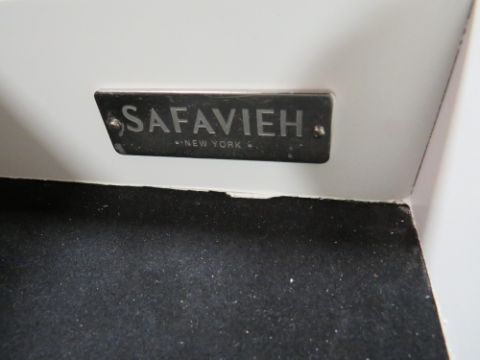 SAFAVIEH
• NEW YORK •